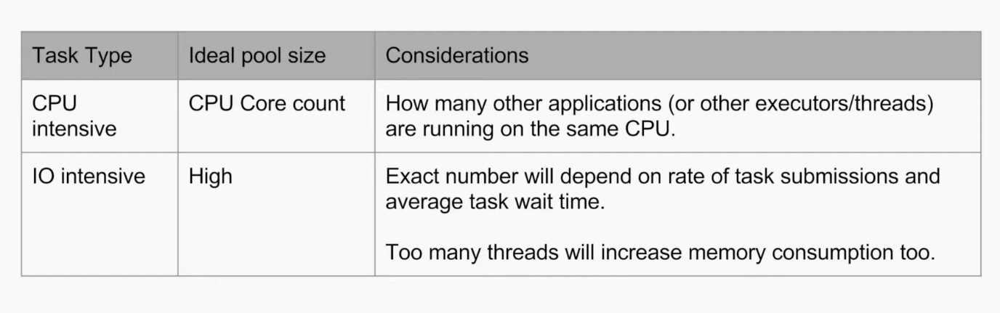 Task Type
Ideal pool size
Considerations
CPU
intensive
CPU Core count
How many other applications (or other executors/threads)
are running on the same CPU.
IO intensive
High
Exact number will depend on rate of task submissions and
average task wait time.
Too many threads will increase memory consumption too.